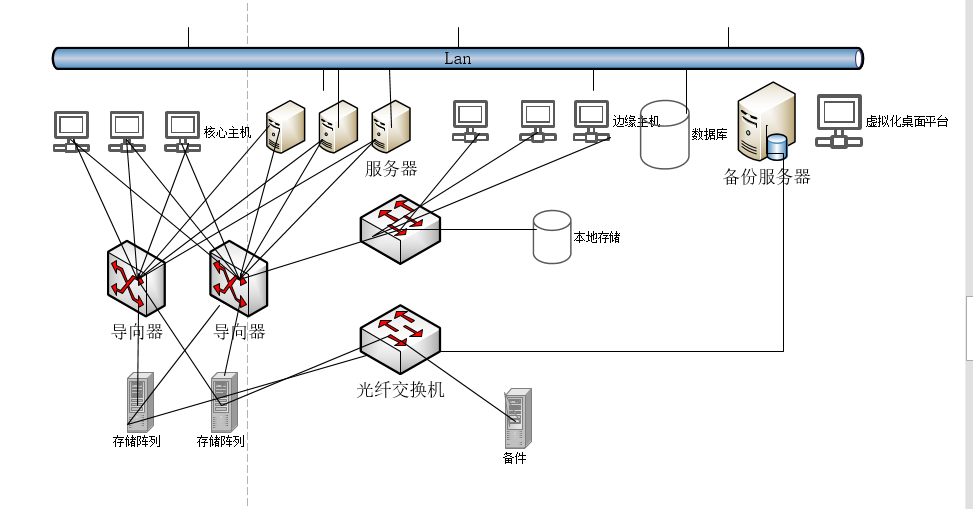 Lan
核心主机
服务器
边缘主机
数据库
备份服务器
虚拟化桌面平台
本地存储
导向器
导向器
光纤交换机
存储阵列
存储阵列
备件